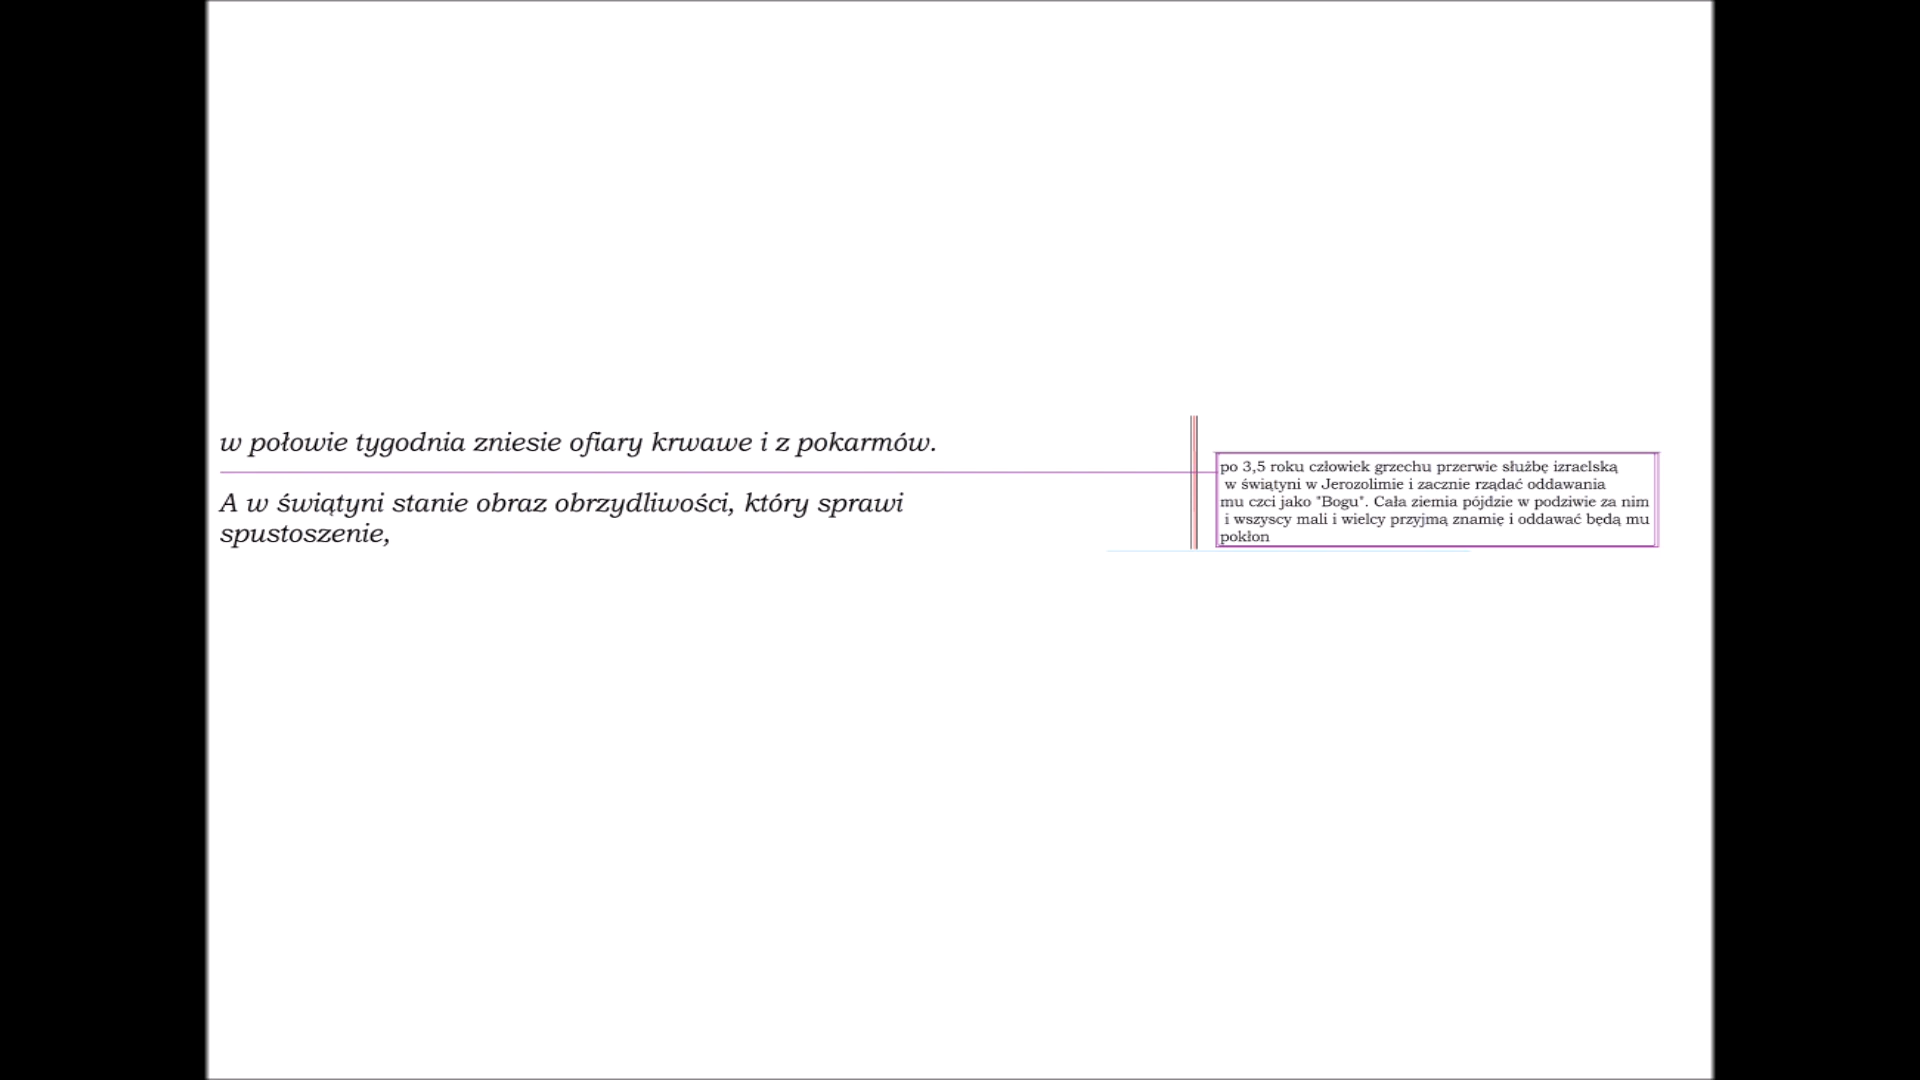 w połowie tygodnia zniesie ofiary krwawe i z pokarmów.
A w świątyni stanie obraz obrzydliwości, który sprawi
spustoszenie,
po 3,5 roku człowiek grzechu przerwie służbę izraelską
w świątyni w Jerozolimie i zacznie rządać oddawania
mu czci jako "Bogu". Cała ziemia pójdzie w podziwie za nim
i wszyscy mali i wielcy przyjmą znamię i oddawać będą mu
pokłon